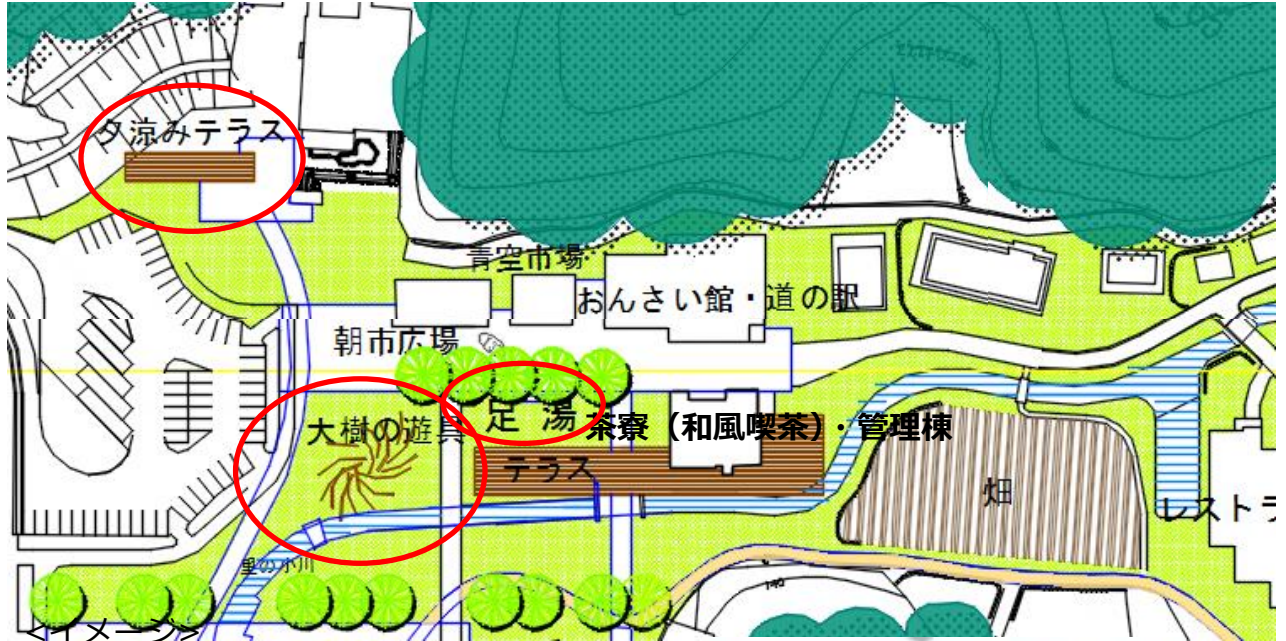 夕涼みテラス
青空市場
おんさい館・道の駅
朝市広場
大樹の遊具
足 湯
茶寮（和風喫茶）・管理棟
テラス
畑
レストラ
里の小川
140
<イメージ>